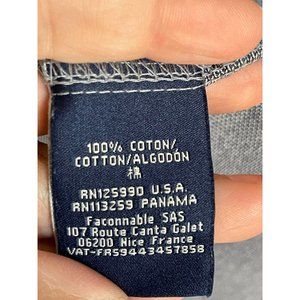 100% COTON/
COTTON/ALGODÓN
棉
RN125990 U.S.A.
RN113259 PANAMA
Faconnable SAS
107 Route Canta Galet
06200 Nice France
VAT-FR59443457858